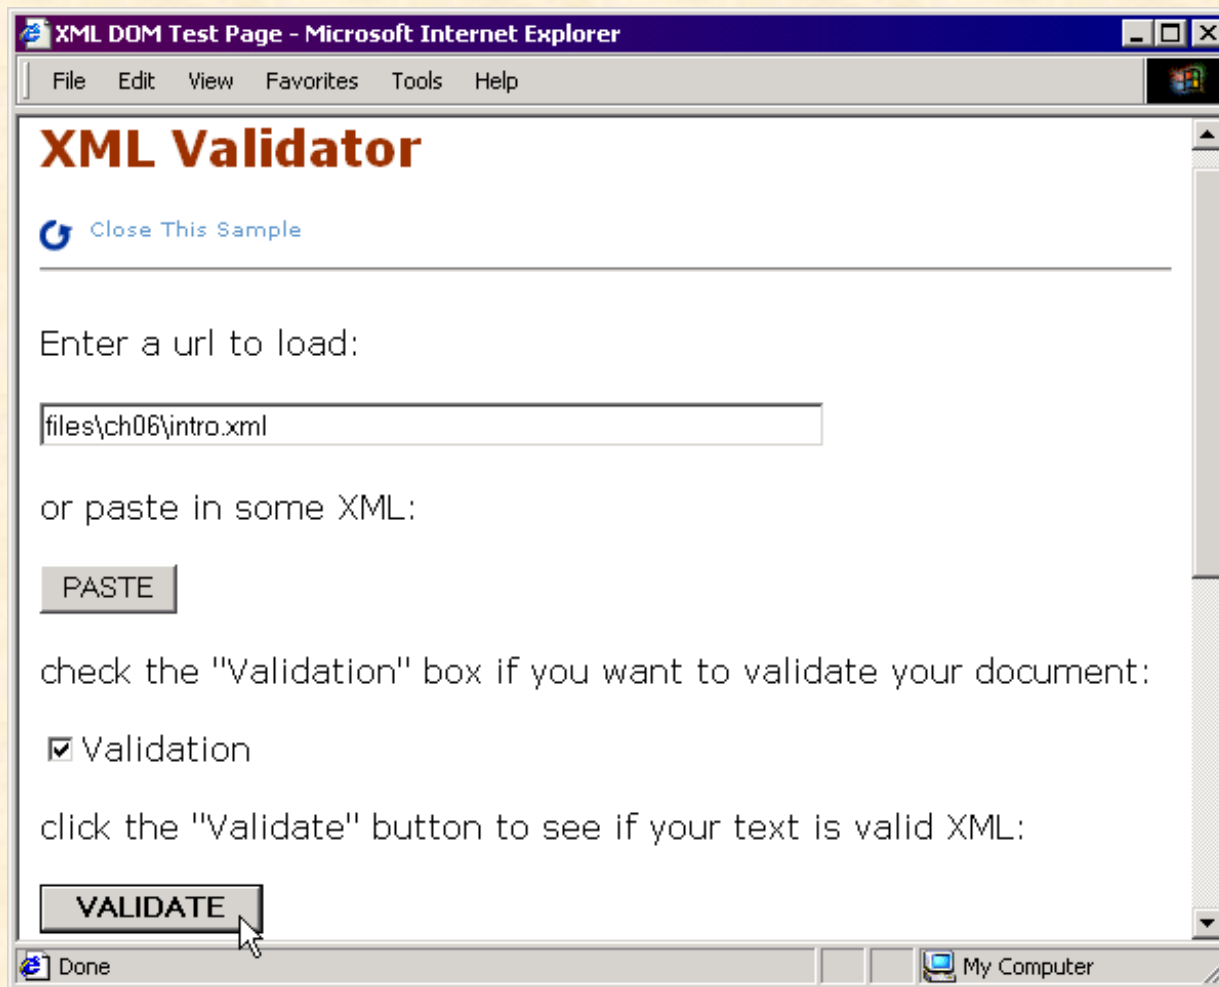 XML DOM Test Page - Microsoft Internet Explorer
File Edit View Favorites Tools Help
XML Validator
Close This Sample
Enter a url to load:
files\ch06\intro.xml
or paste in some XML:
PASTE
check the "Validation" box if you want to validate your document:
Validation
click the "Validate" button to see if your text is valid XML:
VALIDATE
Done My Computer